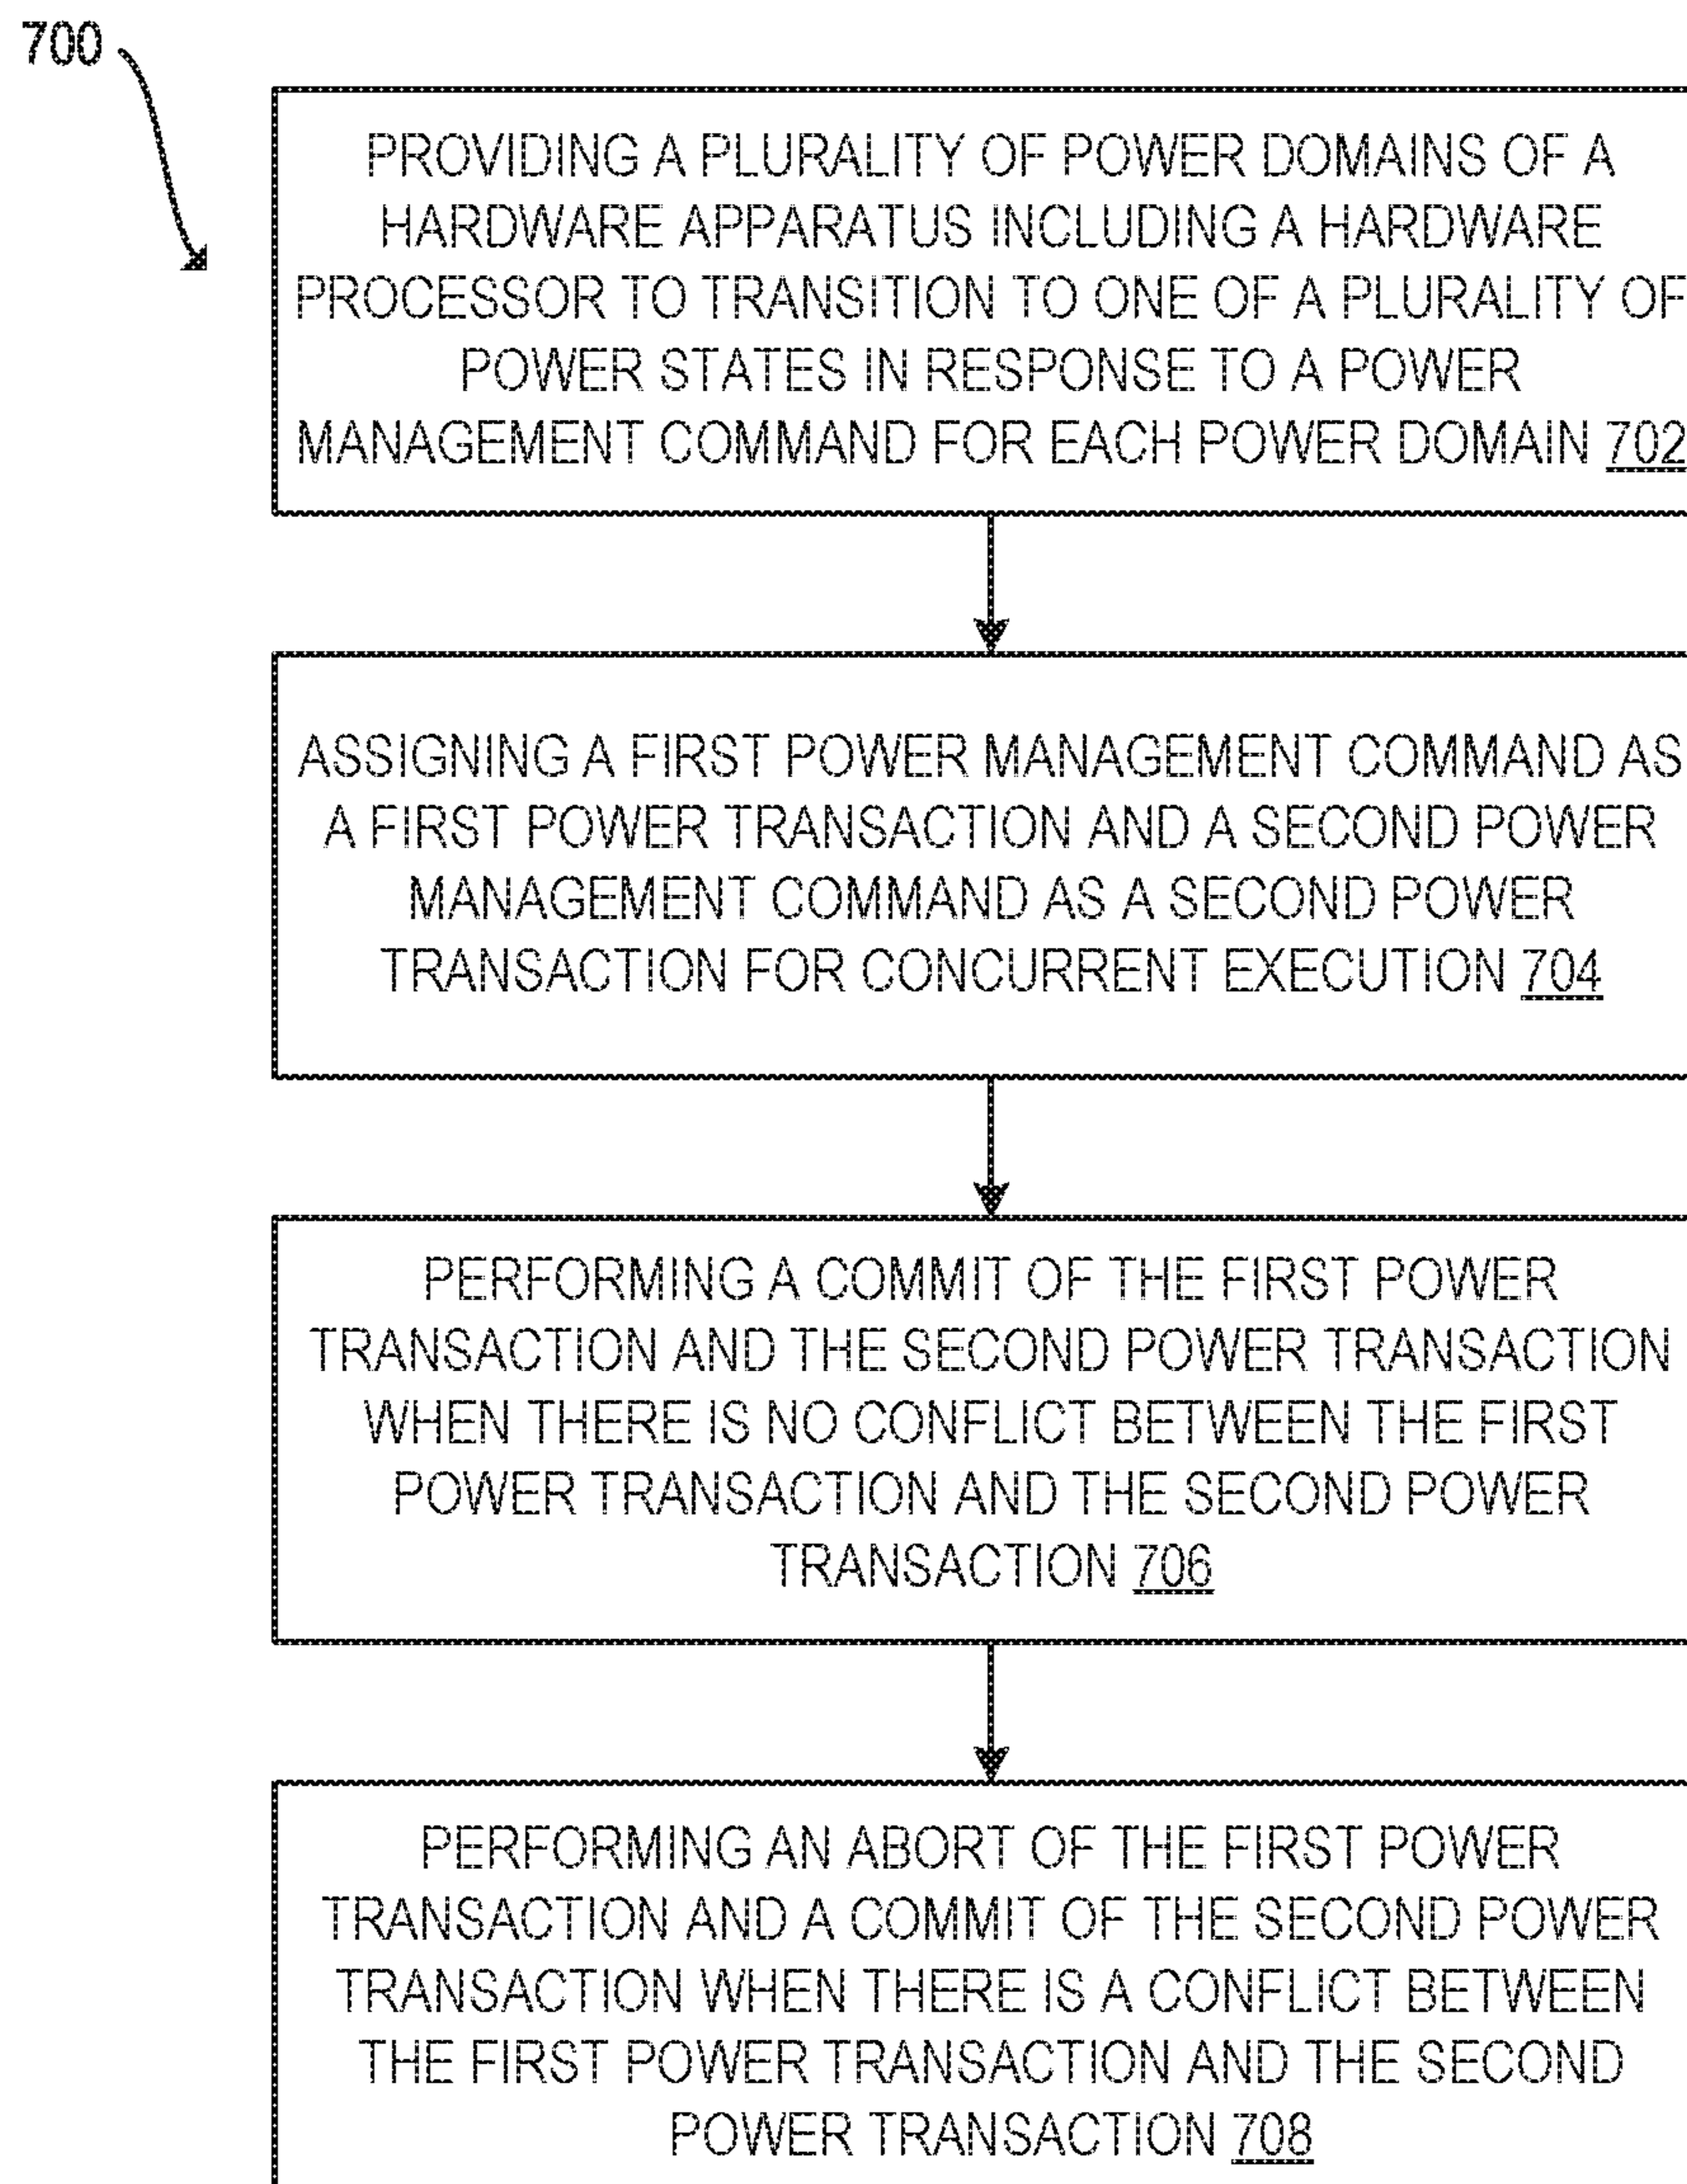 700
PROVIDING A PLURALITY OF POWER DOMAINS OF A
HARDWARE APPARATUS INCLUDING A HARDWARE
PROCESSOR TO TRANSITION TO ONE OF A PLURALITY OF
POWER STATES IN RESPONSE TO A POWER
MANAGEMENT COMMAND FOR EACH POWER DOMAIN 702
ASSIGNING A FIRST POWER MANAGEMENT COMMAND AS
A FIRST POWER TRANSACTION AND A SECOND POWER
MANAGEMENT COMMAND AS A SECOND POWER
TRANSACTION FOR CONCURRENT EXECUTION 704
PERFORMING A COMMIT OF THE FIRST POWER
TRANSACTION AND THE SECOND POWER TRANSACTION
WHEN THERE IS NO CONFLICT BETWEEN THE FIRST
POWER TRANSACTION AND THE SECOND POWER
TRANSACTION 706
PERFORMING AN ABORT OF THE FIRST POWER
TRANSACTION AND A COMMIT OF THE SECOND POWER
TRANSACTION WHEN THERE IS A CONFLICT BETWEEN
THE FIRST POWER TRANSACTION AND THE SECOND
POWER TRANSACTION 708